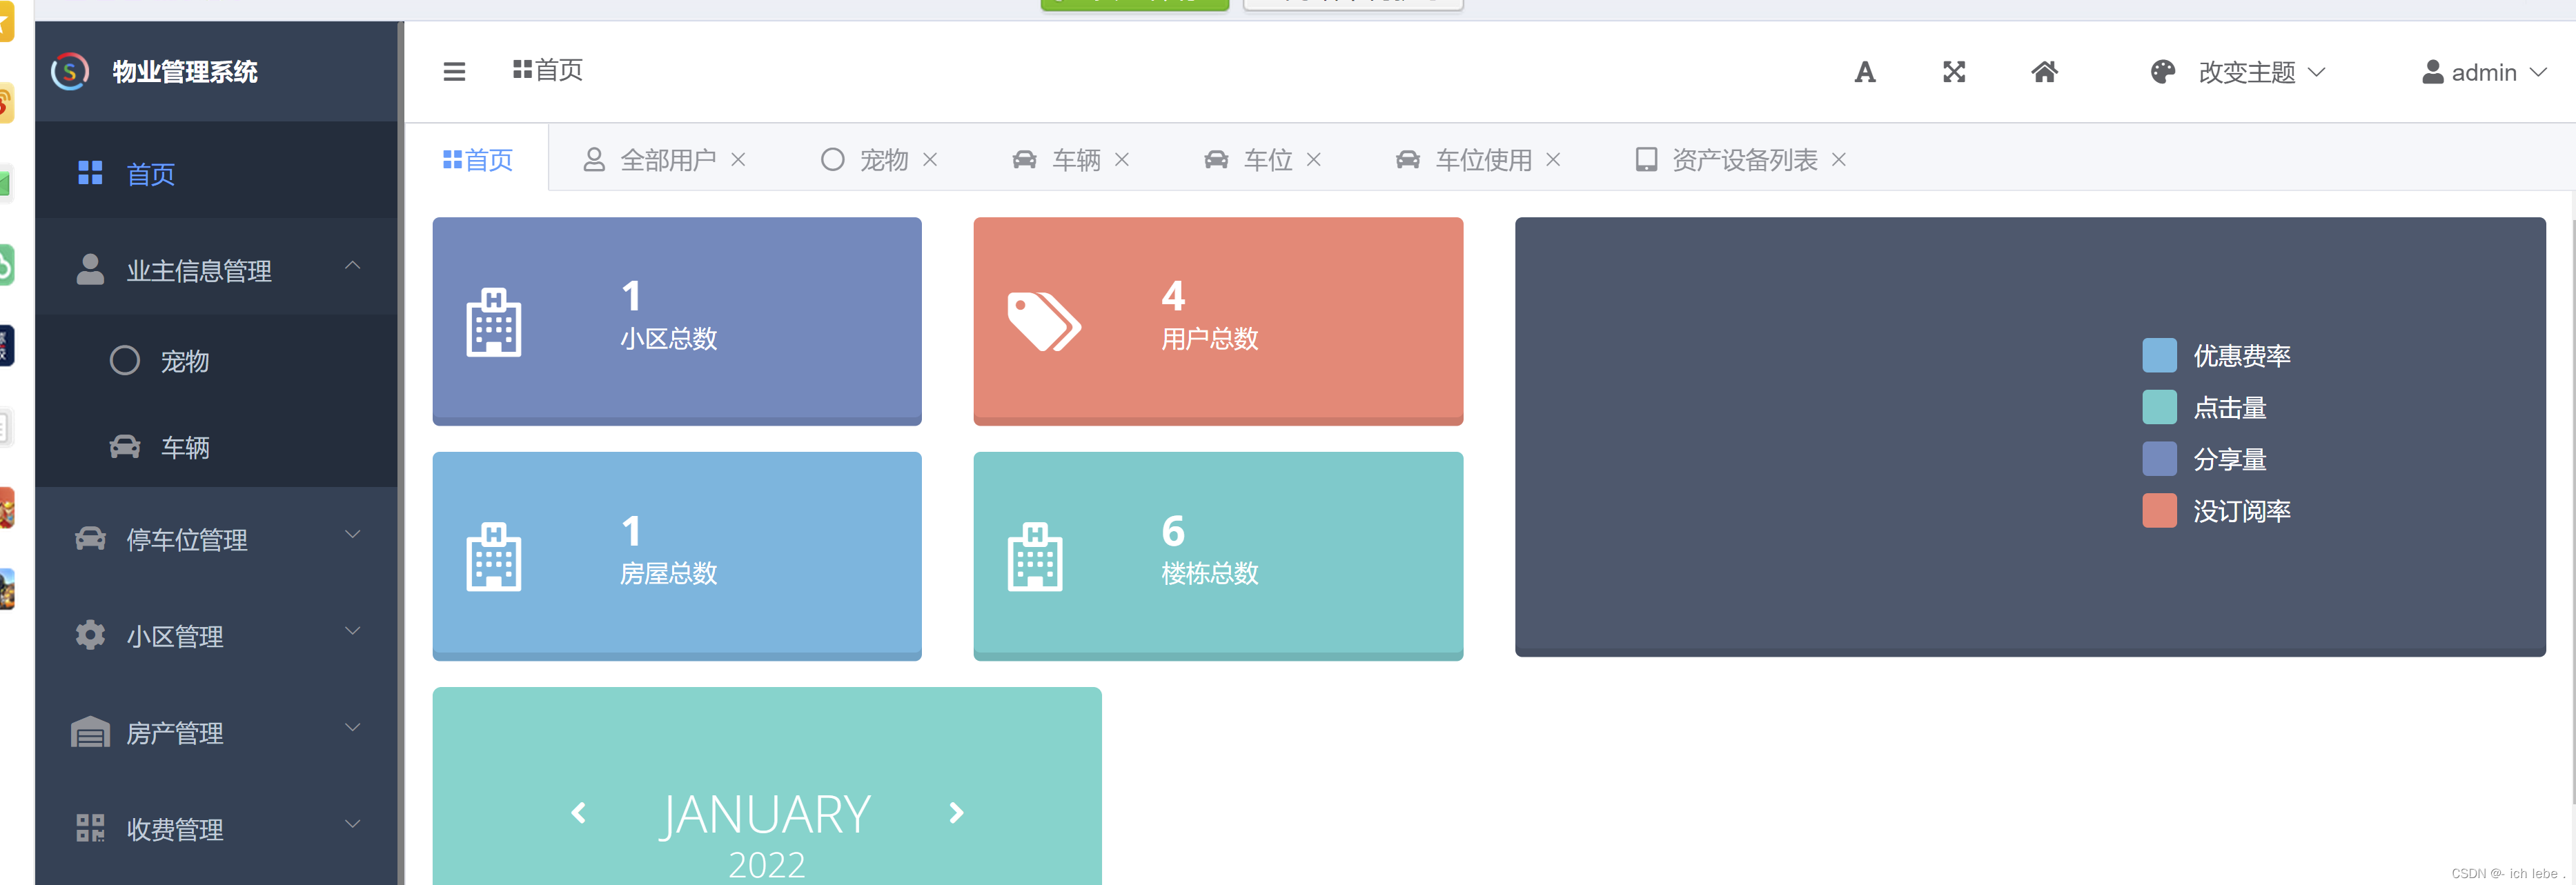 物业管理系统
首页
改变主题
admin
首页
全部用户
宠物
车辆
车位
车位使用
资产设备列表
首页
业主信息管理
宠物
车辆
停车位管理
小区管理
房产管理
收费管理
1
小区总数
4
用户总数
1
房屋总数
6
楼栋总数
优惠费率
点击量
分享量
没订阅率
JANUARY
2022
CSDN @- ich lebe .